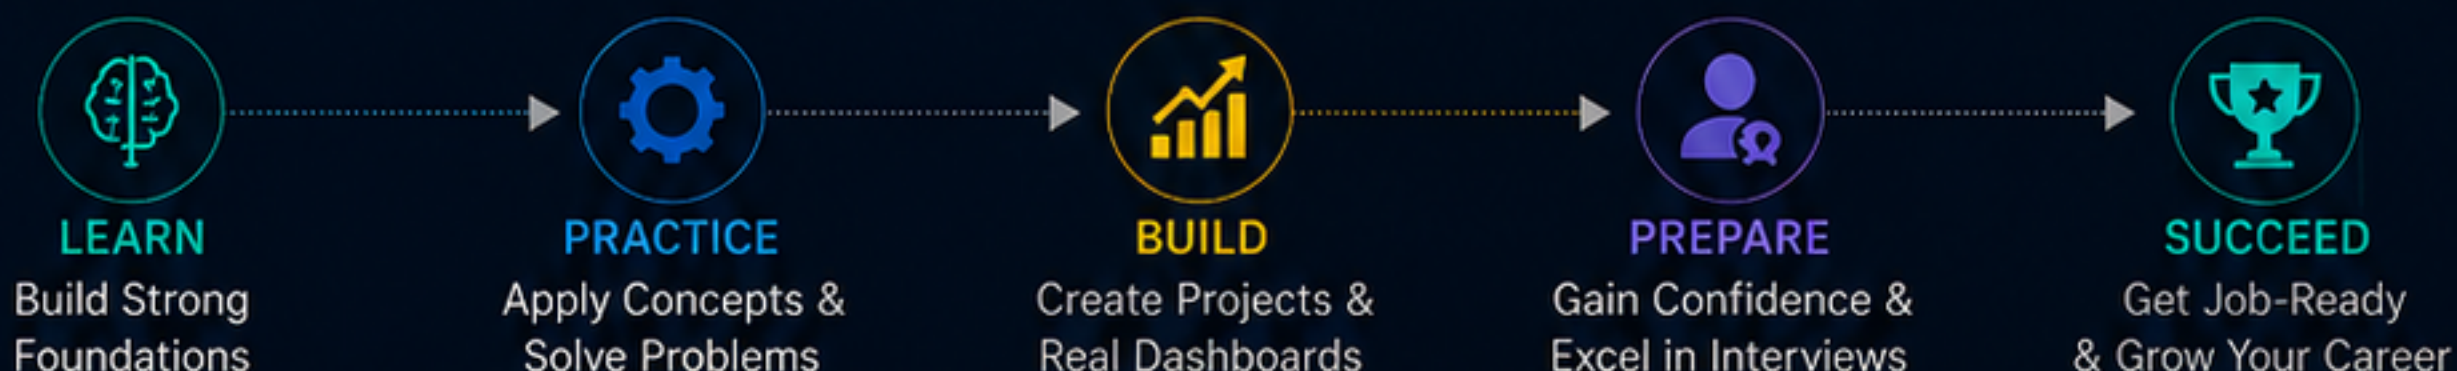 LEARN
Build Strong
Foundations
PRACTICE
Apply Concepts &
Solve Problems
BUILD
Create Projects &
Real Dashboards
PREPARE
Gain Confidence &
Excel in Interviews
SUCCEED
Get Job-Ready
& Grow Your Career